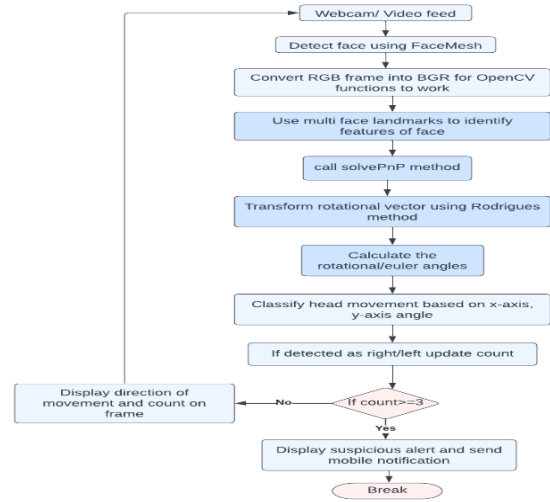 Webcam/ Video feed
Detect face using FaceMesh
Convert RGB frame into BGR for OpenCV
functions to work
Use multi face landmarks to identify
features of face
call solvePnP method
Transform rotational vector using Rodrigues
method
Calculate the
rotational/euler angles
Classify head movement based on x-axis,
y-axis angle
If detected as right/left update count
If count>=3
No
Display direction of
movement and count on
frame
Yes
Display suspicious alert and send
mobile notification
Break